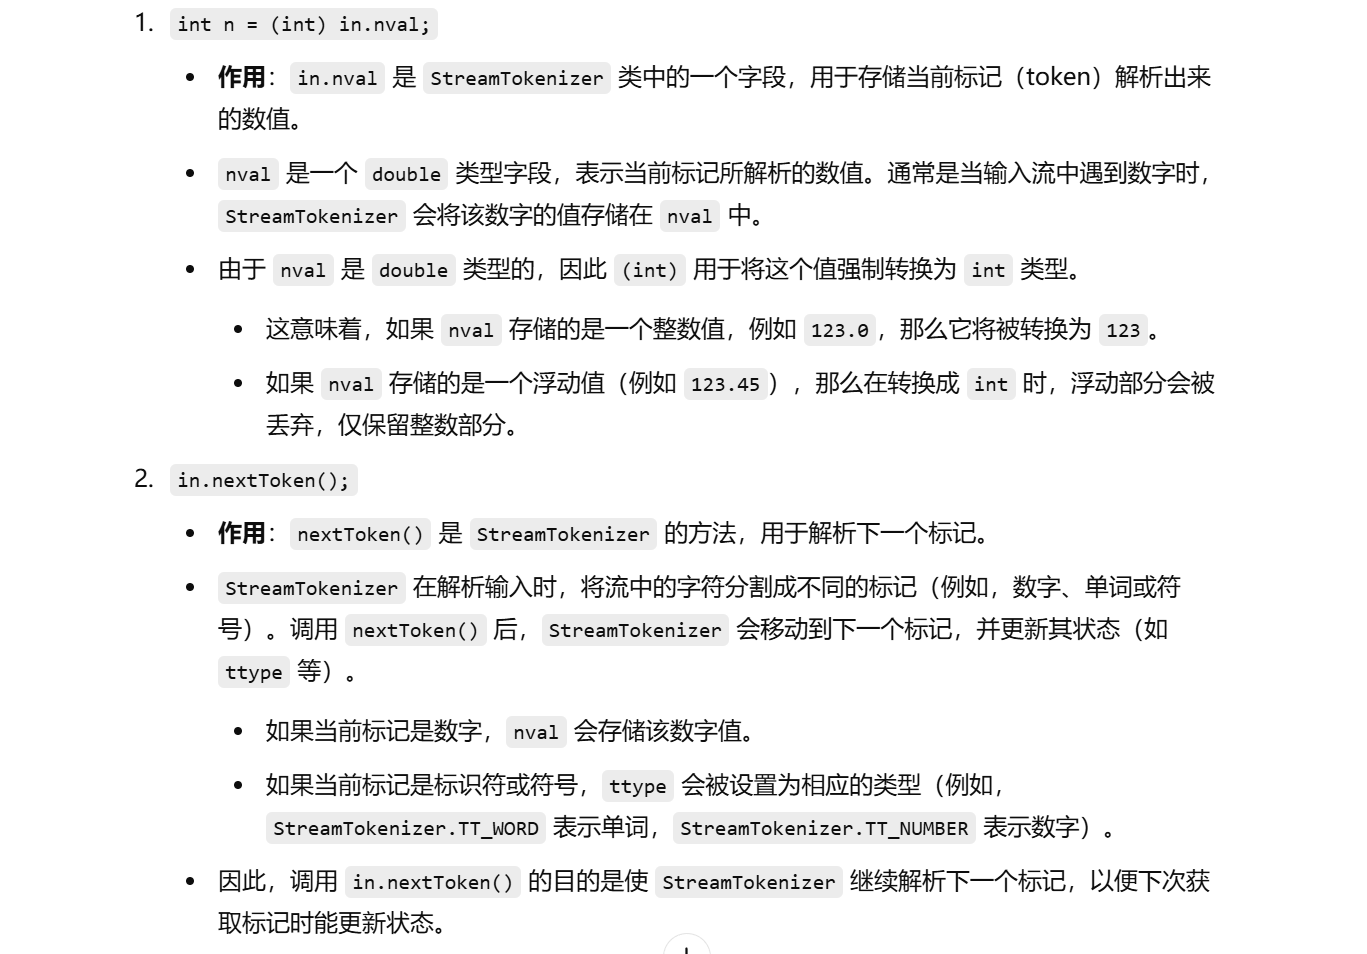 1. int n = (int) in.nval;
• 作用：in.nval 是 StreamTokenizer 类中的一个字段，用于存储当前标记（token）解析出来
的数值。
• nval 是一个 double 类型字段，表示当前标记所解析的数值。通常是当输入流中遇到数字时，
StreamTokenizer 会将该数字的值存储在 nval 中。
• 由于 nval 是 double 类型的，因此 (int) 用于将这个值强制转换为 int 类型。
• 这意味着，如果 nval 存储的是一个整数值，例如 123.0，那么它将被转换为 123。
• 如果 nval 存储的是一个浮动值（例如 123.45），那么在转换成 int 时，浮动部分会被
丢弃，仅保留整数部分。
2. in.nextToken();
• 作用：nextToken() 是 StreamTokenizer 的方法，用于解析下一个标记。
• StreamTokenizer 在解析输入时，将流中的字符分割成不同的标记（例如，数字、单词或符
号）。调用 nextToken() 后，StreamTokenizer 会移动到下一个标记，并更新其状态（如
ttype 等）。
• 如果当前标记是数字，nval 会存储该数字值。
• 如果当前标记是标识符或符号，ttype 会被设置为相应的类型（例如，
StreamTokenizer.TT_WORD 表示单词，StreamTokenizer.TT_NUMBER 表示数字）。
• 因此，调用 in.nextToken() 的目的是使 StreamTokenizer 继续解析下一个标记，以便下次获
取标记时能更新状态。